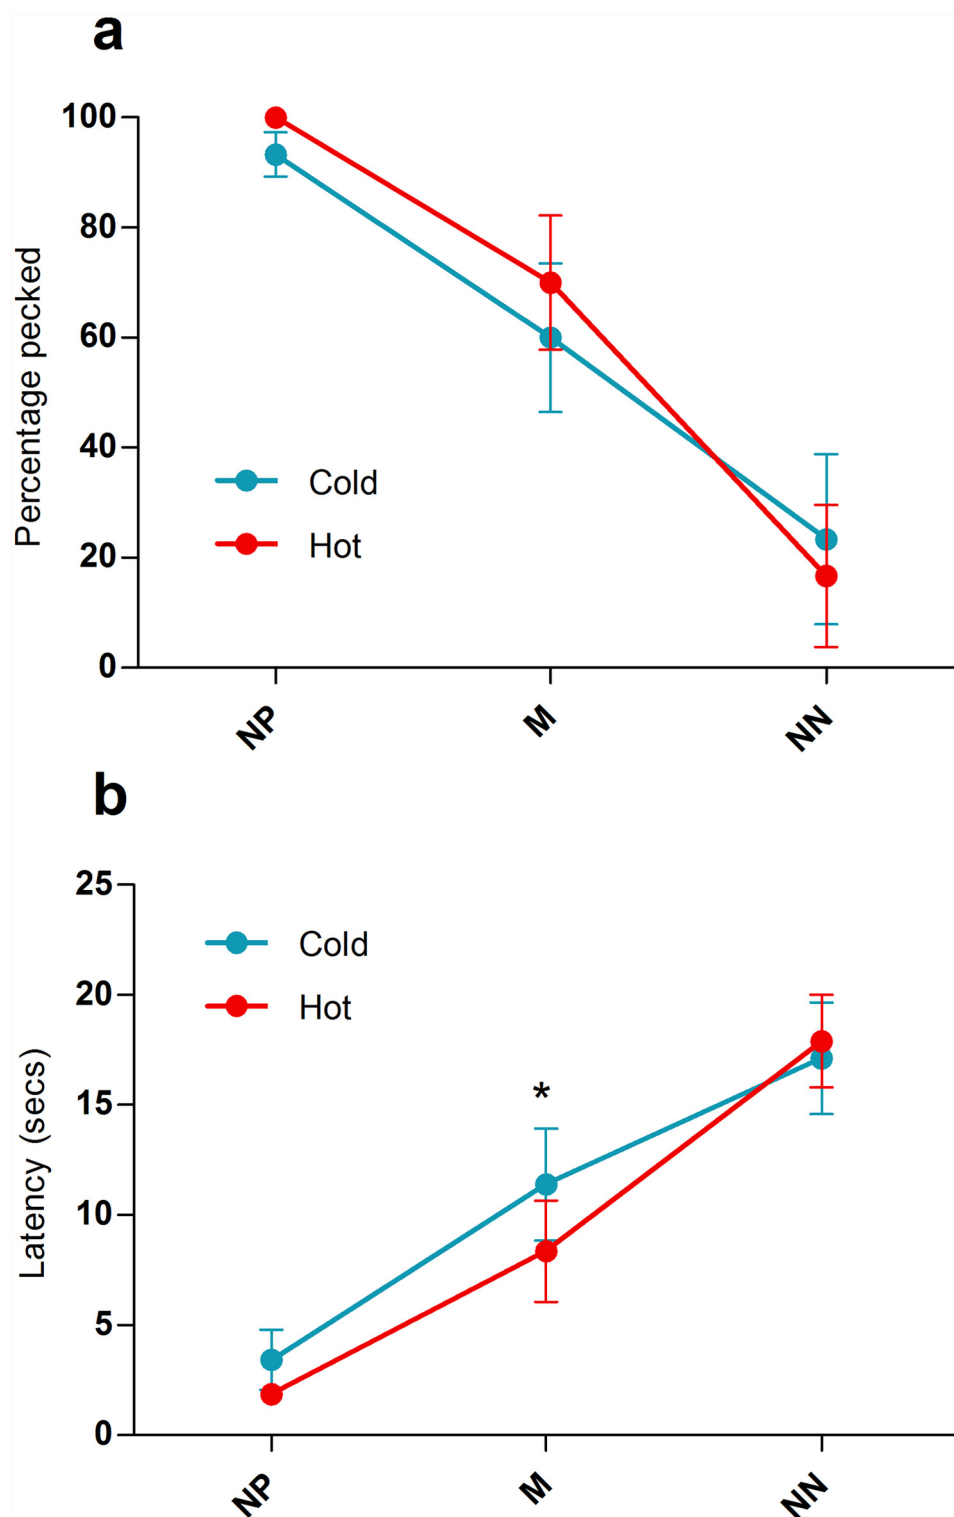 a
100
80
60
40
20
0
Percentage pecked
Cold
Hot
NP
M
NN
b
25
20
15
10
5
0
Latency (secs)
Cold
Hot
*
NP
M
NN